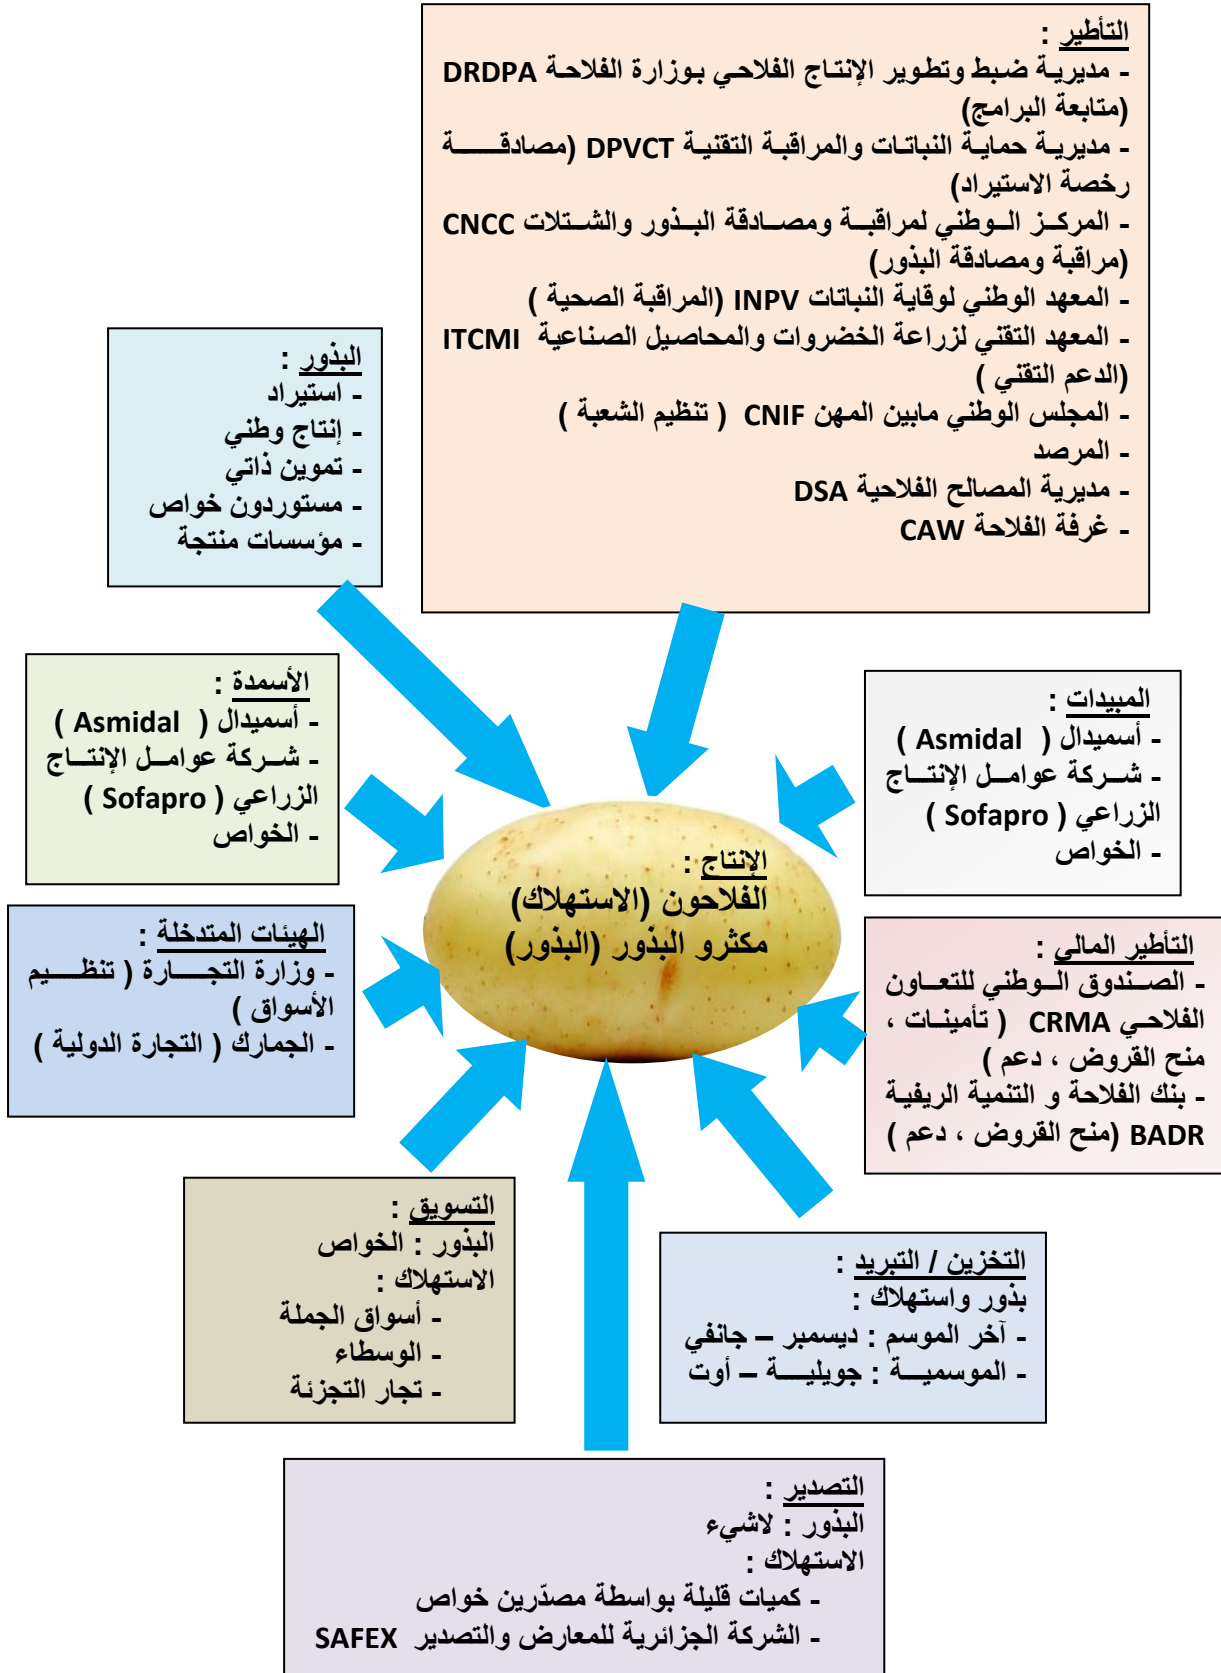 التأطير :
- مديرية ضبط وتطوير الإنتاج الفلاحي بوزارة الفلاحة DRDPA
(متابعة البرامج)
- مديرية حماية النباتات والمراقبة التقنية DPVCT (مصادقة
رخصة الاستيراد)
- المركز الوطني لمراقبة ومصادقة البذور والشتلات CNCC
(مراقبة ومصادقة البذور)
- المعهد الوطني لوقاية النباتات INPV (المراقبة الصحية )
- المعهد التقني لزراعة الخضروات والمحاصيل الصناعية ITCMI
(الدعم التقني )
- المجلس الوطني مابين المهن CNIF ( تنظيم الشعبة )
- المرصد
- مديرية المصالح الفلاحية DSA
- غرفة الفلاحة CAW
البذور :
- استيراد
- إنتاج وطني
- تموين ذاتي
- مستوردون خواص
- مؤسسات منتجة
المبيدات :
- أسميدال ( Asmidal )
- شركة عوامل الإنتاج
الزراعي ( Sofapro )
- الخواص
الأسمدة :
- أسميدال ( Asmidal )
- شركة عوامل الإنتاج
الزراعي ( Sofapro )
- الخواص
الإنتاج :
الفلاحون (الاستهلاك)
مكثرو البذور (البذور)
التأطير المالي :
- الصندوق الوطني للتعاون
الفلاحي CRMA ( تأمينات ،
منح القروض ، دعم )
- بنك الفلاحة و التنمية الريفية
BADR (منح القروض ، دعم )
الهيئات المتدخلة :
- وزارة التجارة ( تنظيم
الأسواق )
- الجمارك ( التجارة الدولية )
التسويق :
البذور : الخواص
الاستهلاك :
- أسواق الجملة
- الوسطاء
- تجار التجزئة
التخزين / التبريد :
بذور واستهلاك :
- آخر الموسم : ديسمبر – جانفي
- الموسمية : جويلية – أوت
التصدير :
البذور : لاشيء
الاستهلاك :
- كميات قليلة بواسطة مصدّرين خواص
- الشركة الجزائرية للمعارض والتصدير SAFEX